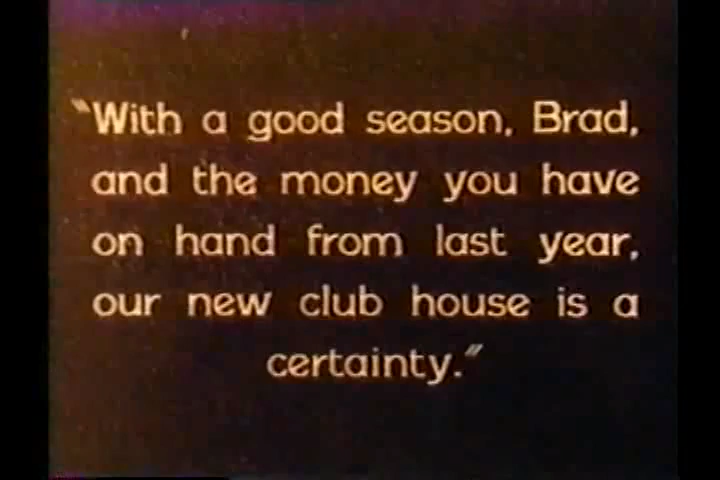 "With a good season, Brad,
and the money you have
on hand from last year,
our new club house is a
certainty."